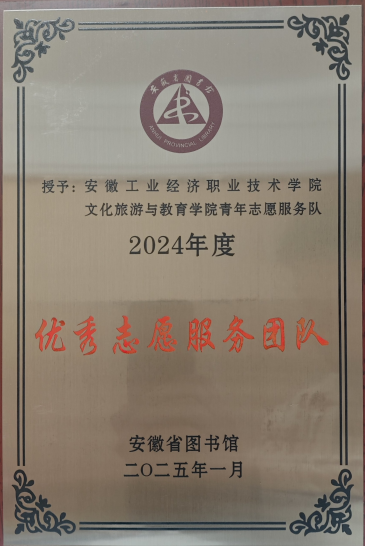 安徽省图书馆
ANHUI PROVINCIAL LIBRARY
授予：安徽工业经济职业技术学院
文化旅游与教育学院青年志愿服务队
2024年度
优秀志愿服务团队
安徽省图书馆
二〇二五年一月